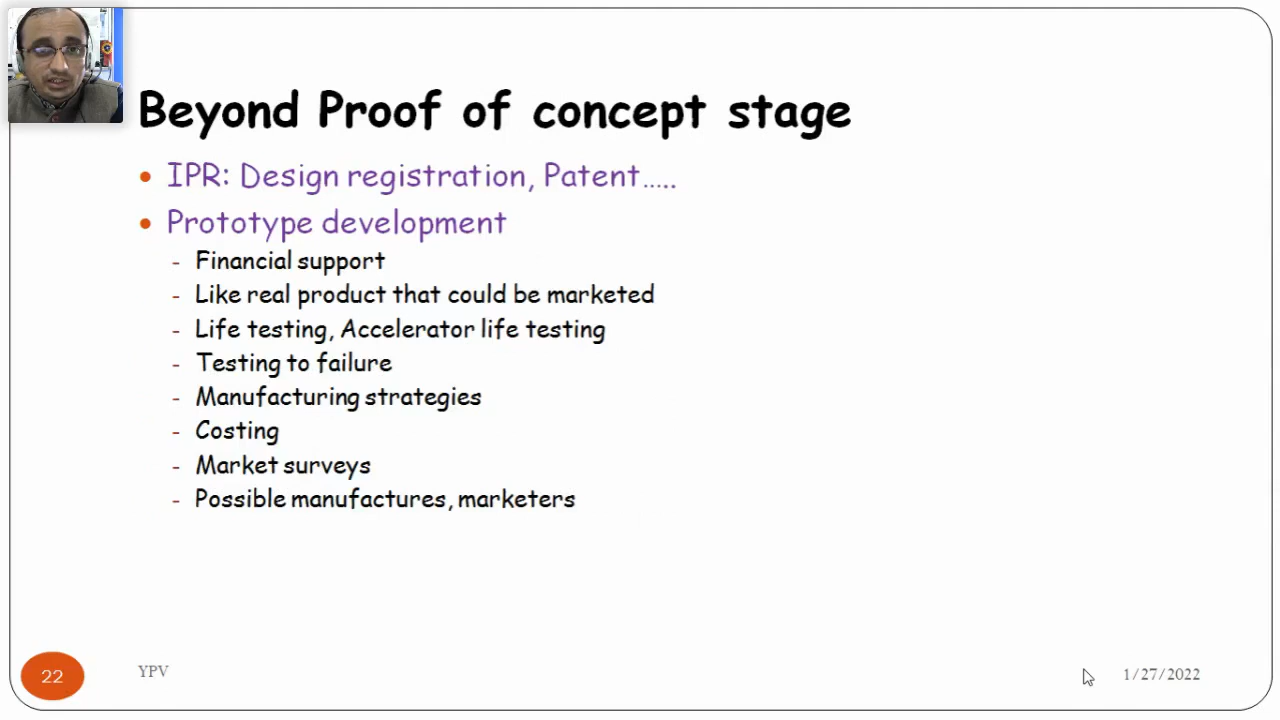 Beyond Proof of concept stage
IPR: Design registration, Patent.....
Prototype development
- Financial support
- Like real product that could be marketed
- Life testing, Accelerator life testing
- Testing to failure
- Manufacturing strategies
- Costing
- Market surveys
- Possible manufactures, marketers
22
YPV
1/27/2022